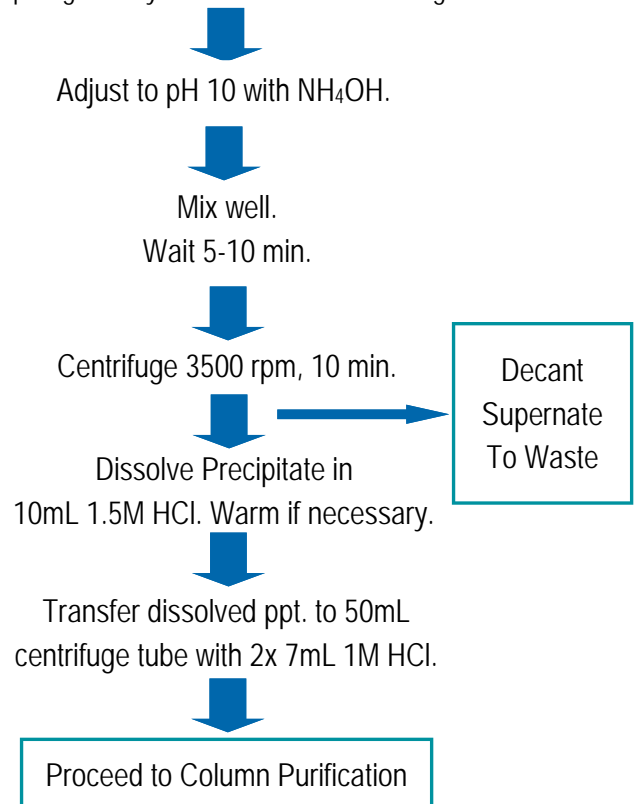 Adjust to pH 10 with NH₄OH.
Mix well.
Wait 5-10 min.
Centrifuge 3500 rpm, 10 min.
Decant
Supernate
To Waste
Dissolve Precipitate in
10mL 1.5M HCl. Warm if necessary.
Transfer dissolved ppt. to 50mL
centrifuge tube with 2x 7mL 1M HCl.
Proceed to Column Purification